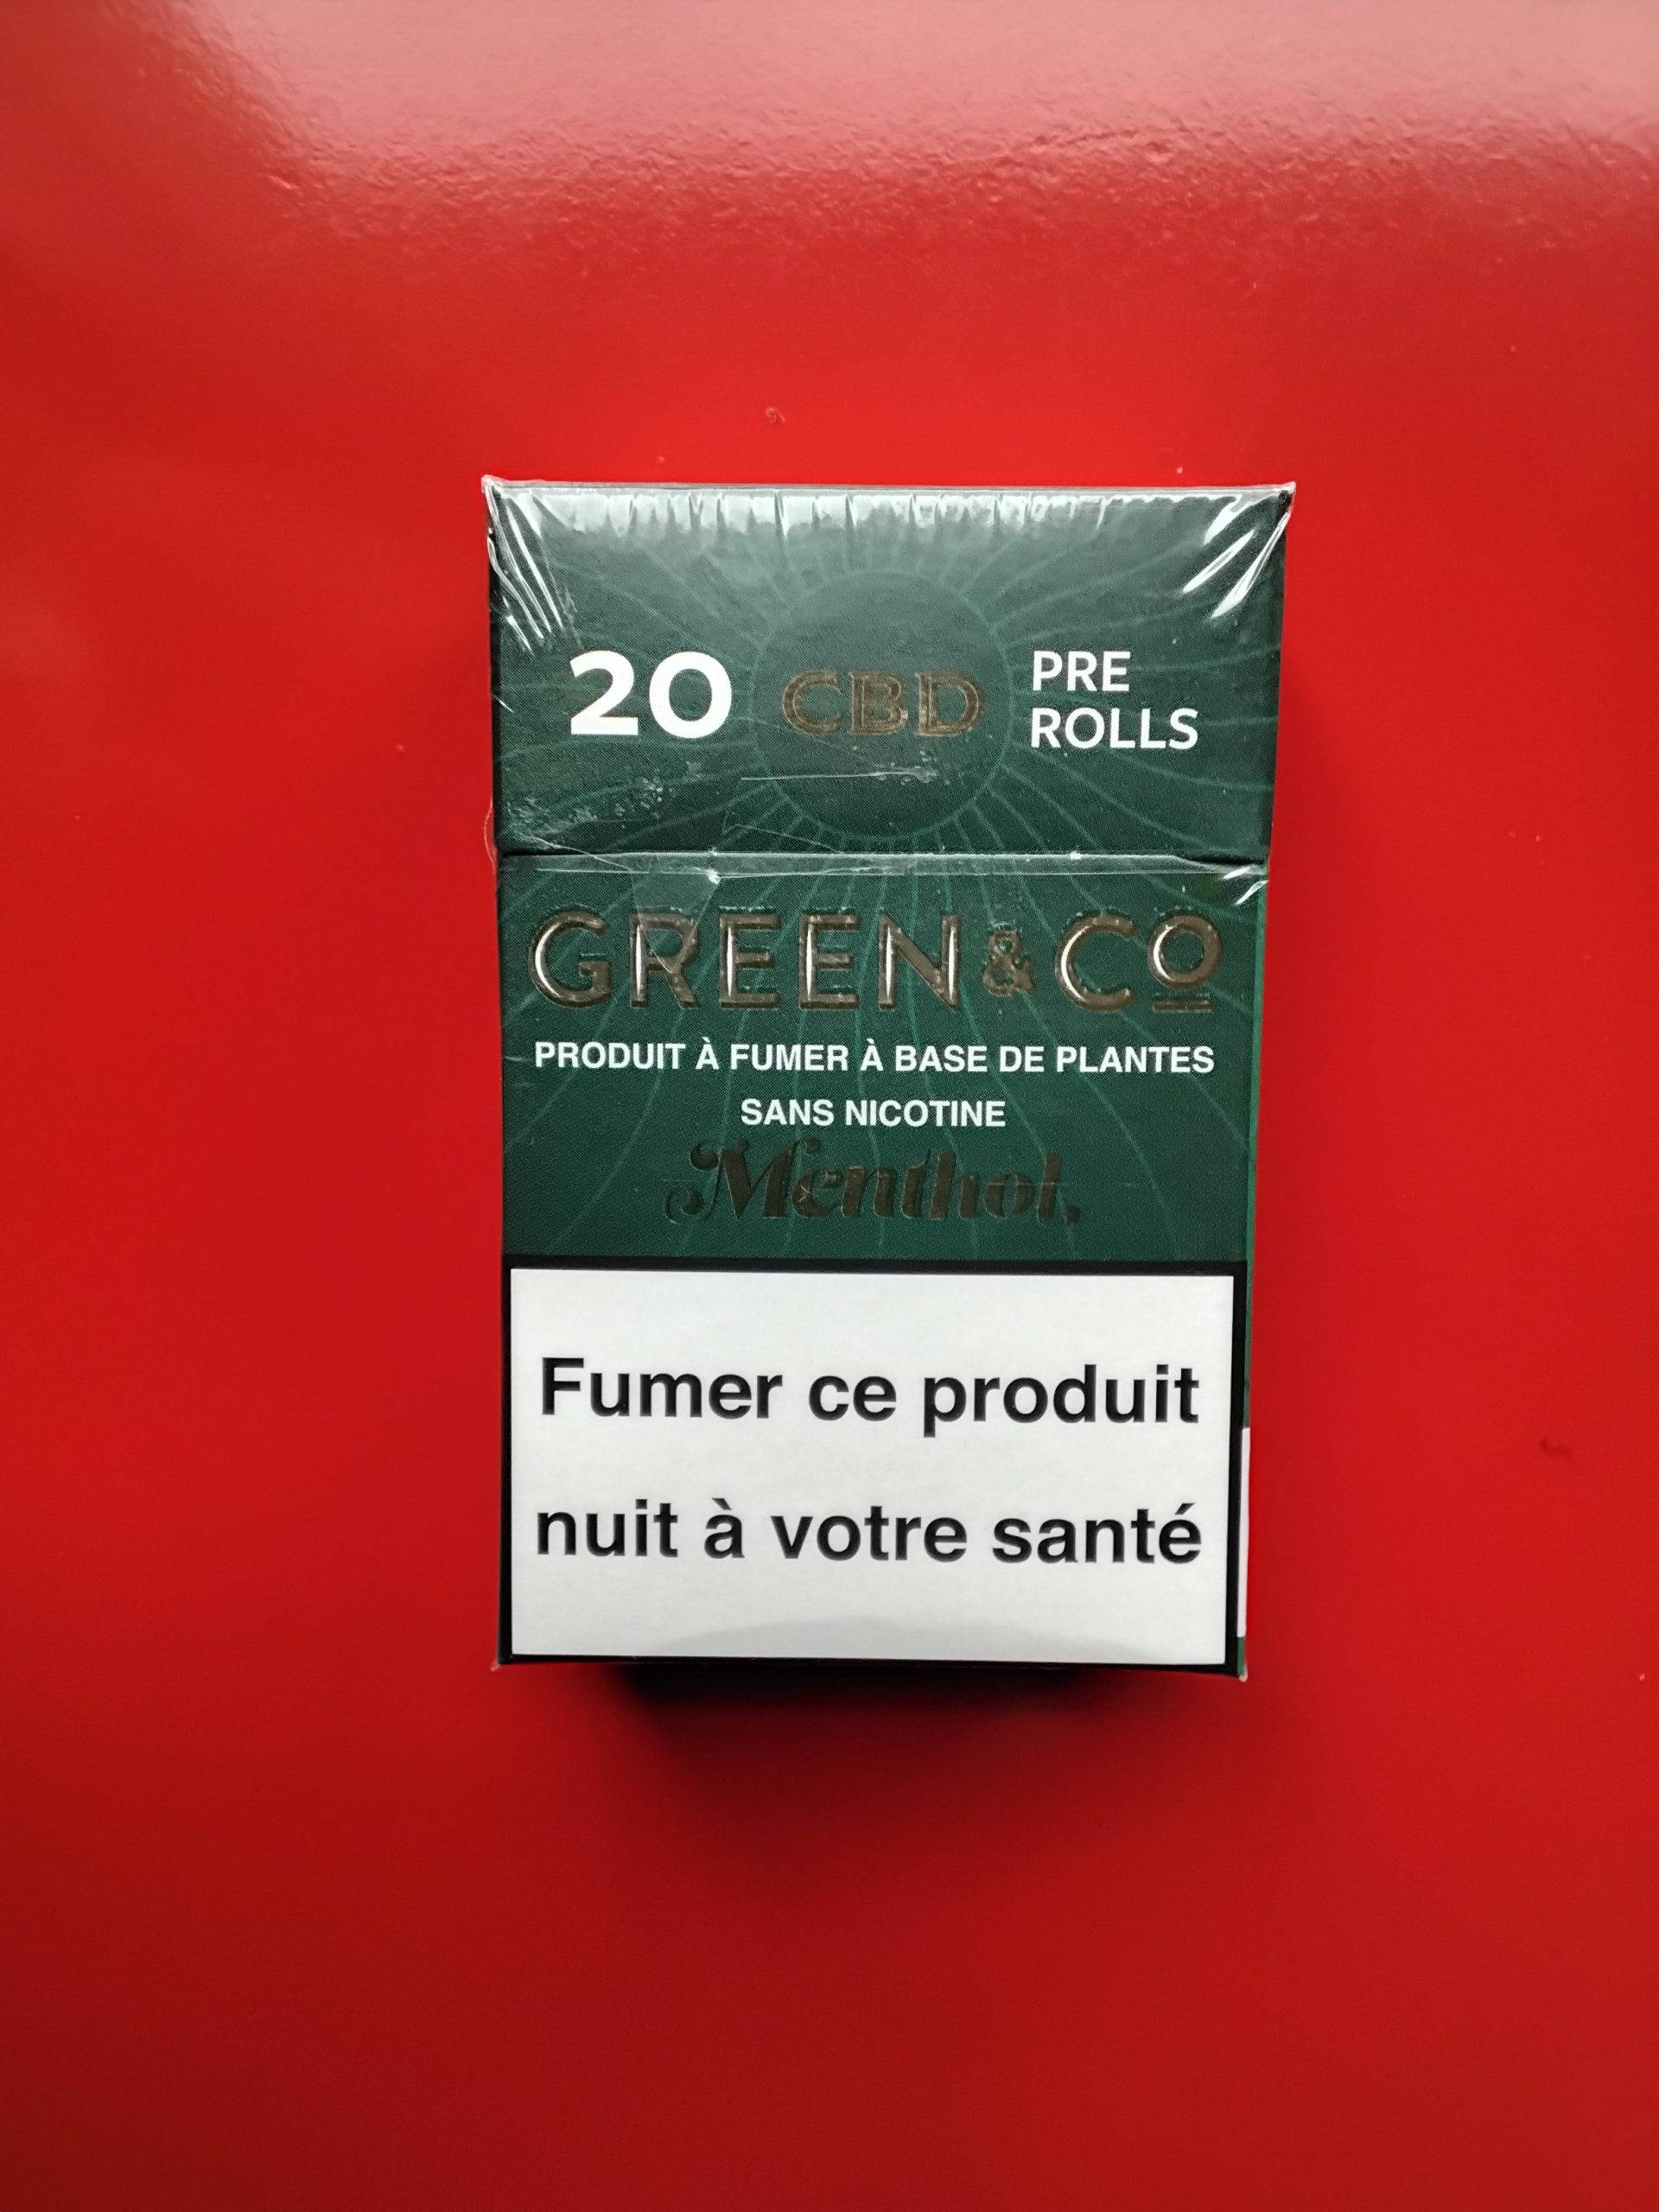 20 CBD PRE ROLLS
GREEN & CO
PRODUIT À FUMER À BASE DE PLANTES
SANS NICOTINE
Menthol.
Fumer ce produit
nuit à votre santé